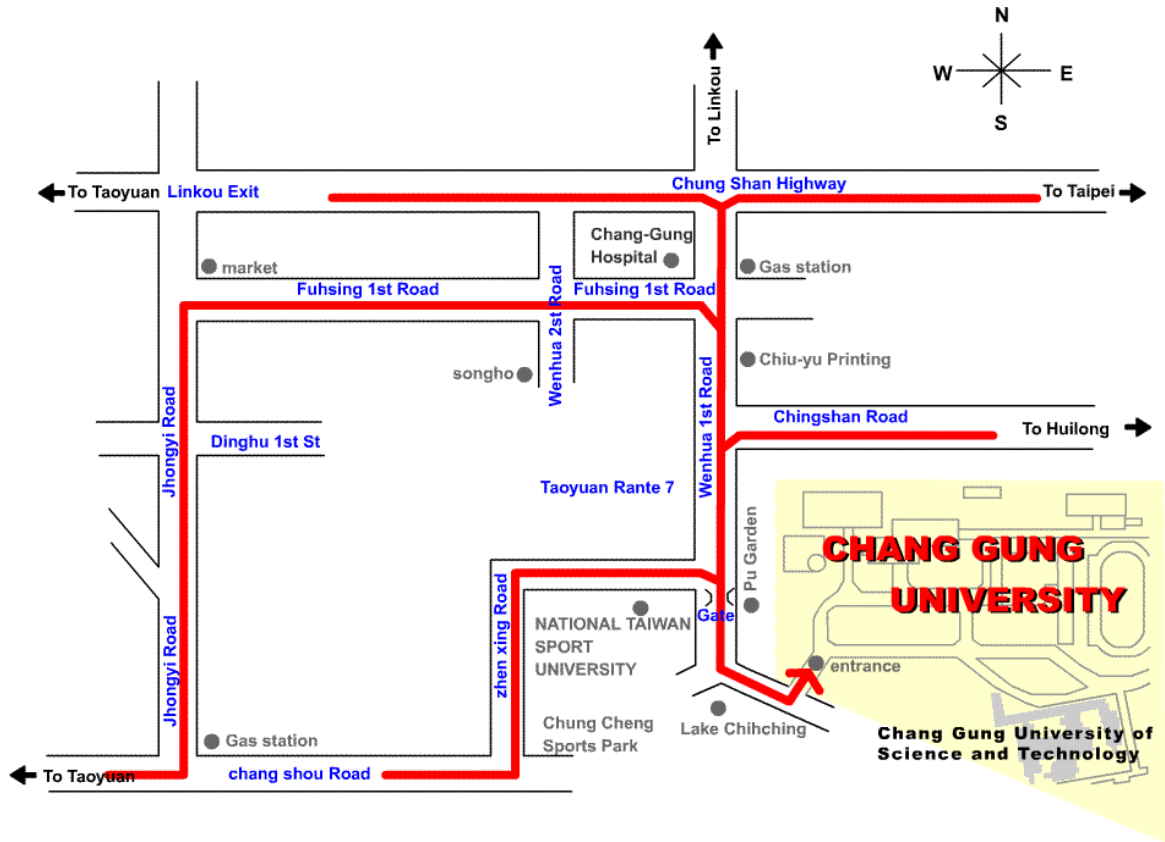 N
W E
S
To Linkou
To Taoyuan
Linkou Exit
Chung Shan Highway
To Taipei
Chang-Gung
Hospital
market
Gas station
Fuhsing 1st Road
Fuhsing 1st Road
Wenhua 2st Road
songho
Chiu-yu Printing
Wenhua 1st Road
Jhongyi Road
Chingshan Road
To Huilong
Dinghu 1st St
Taoyuan Rante 7
Pu Garden
CHANG GUNG
UNIVERSITY
zhen xing Road
Gate
NATIONAL TAIWAN
SPORT
UNIVERSITY
Jhongyi Road
entrance
Gas station
Chung Cheng
Sports Park
Lake Chihching
Chang Gung University of
Science and Technology
To Taoyuan
chang shou Road